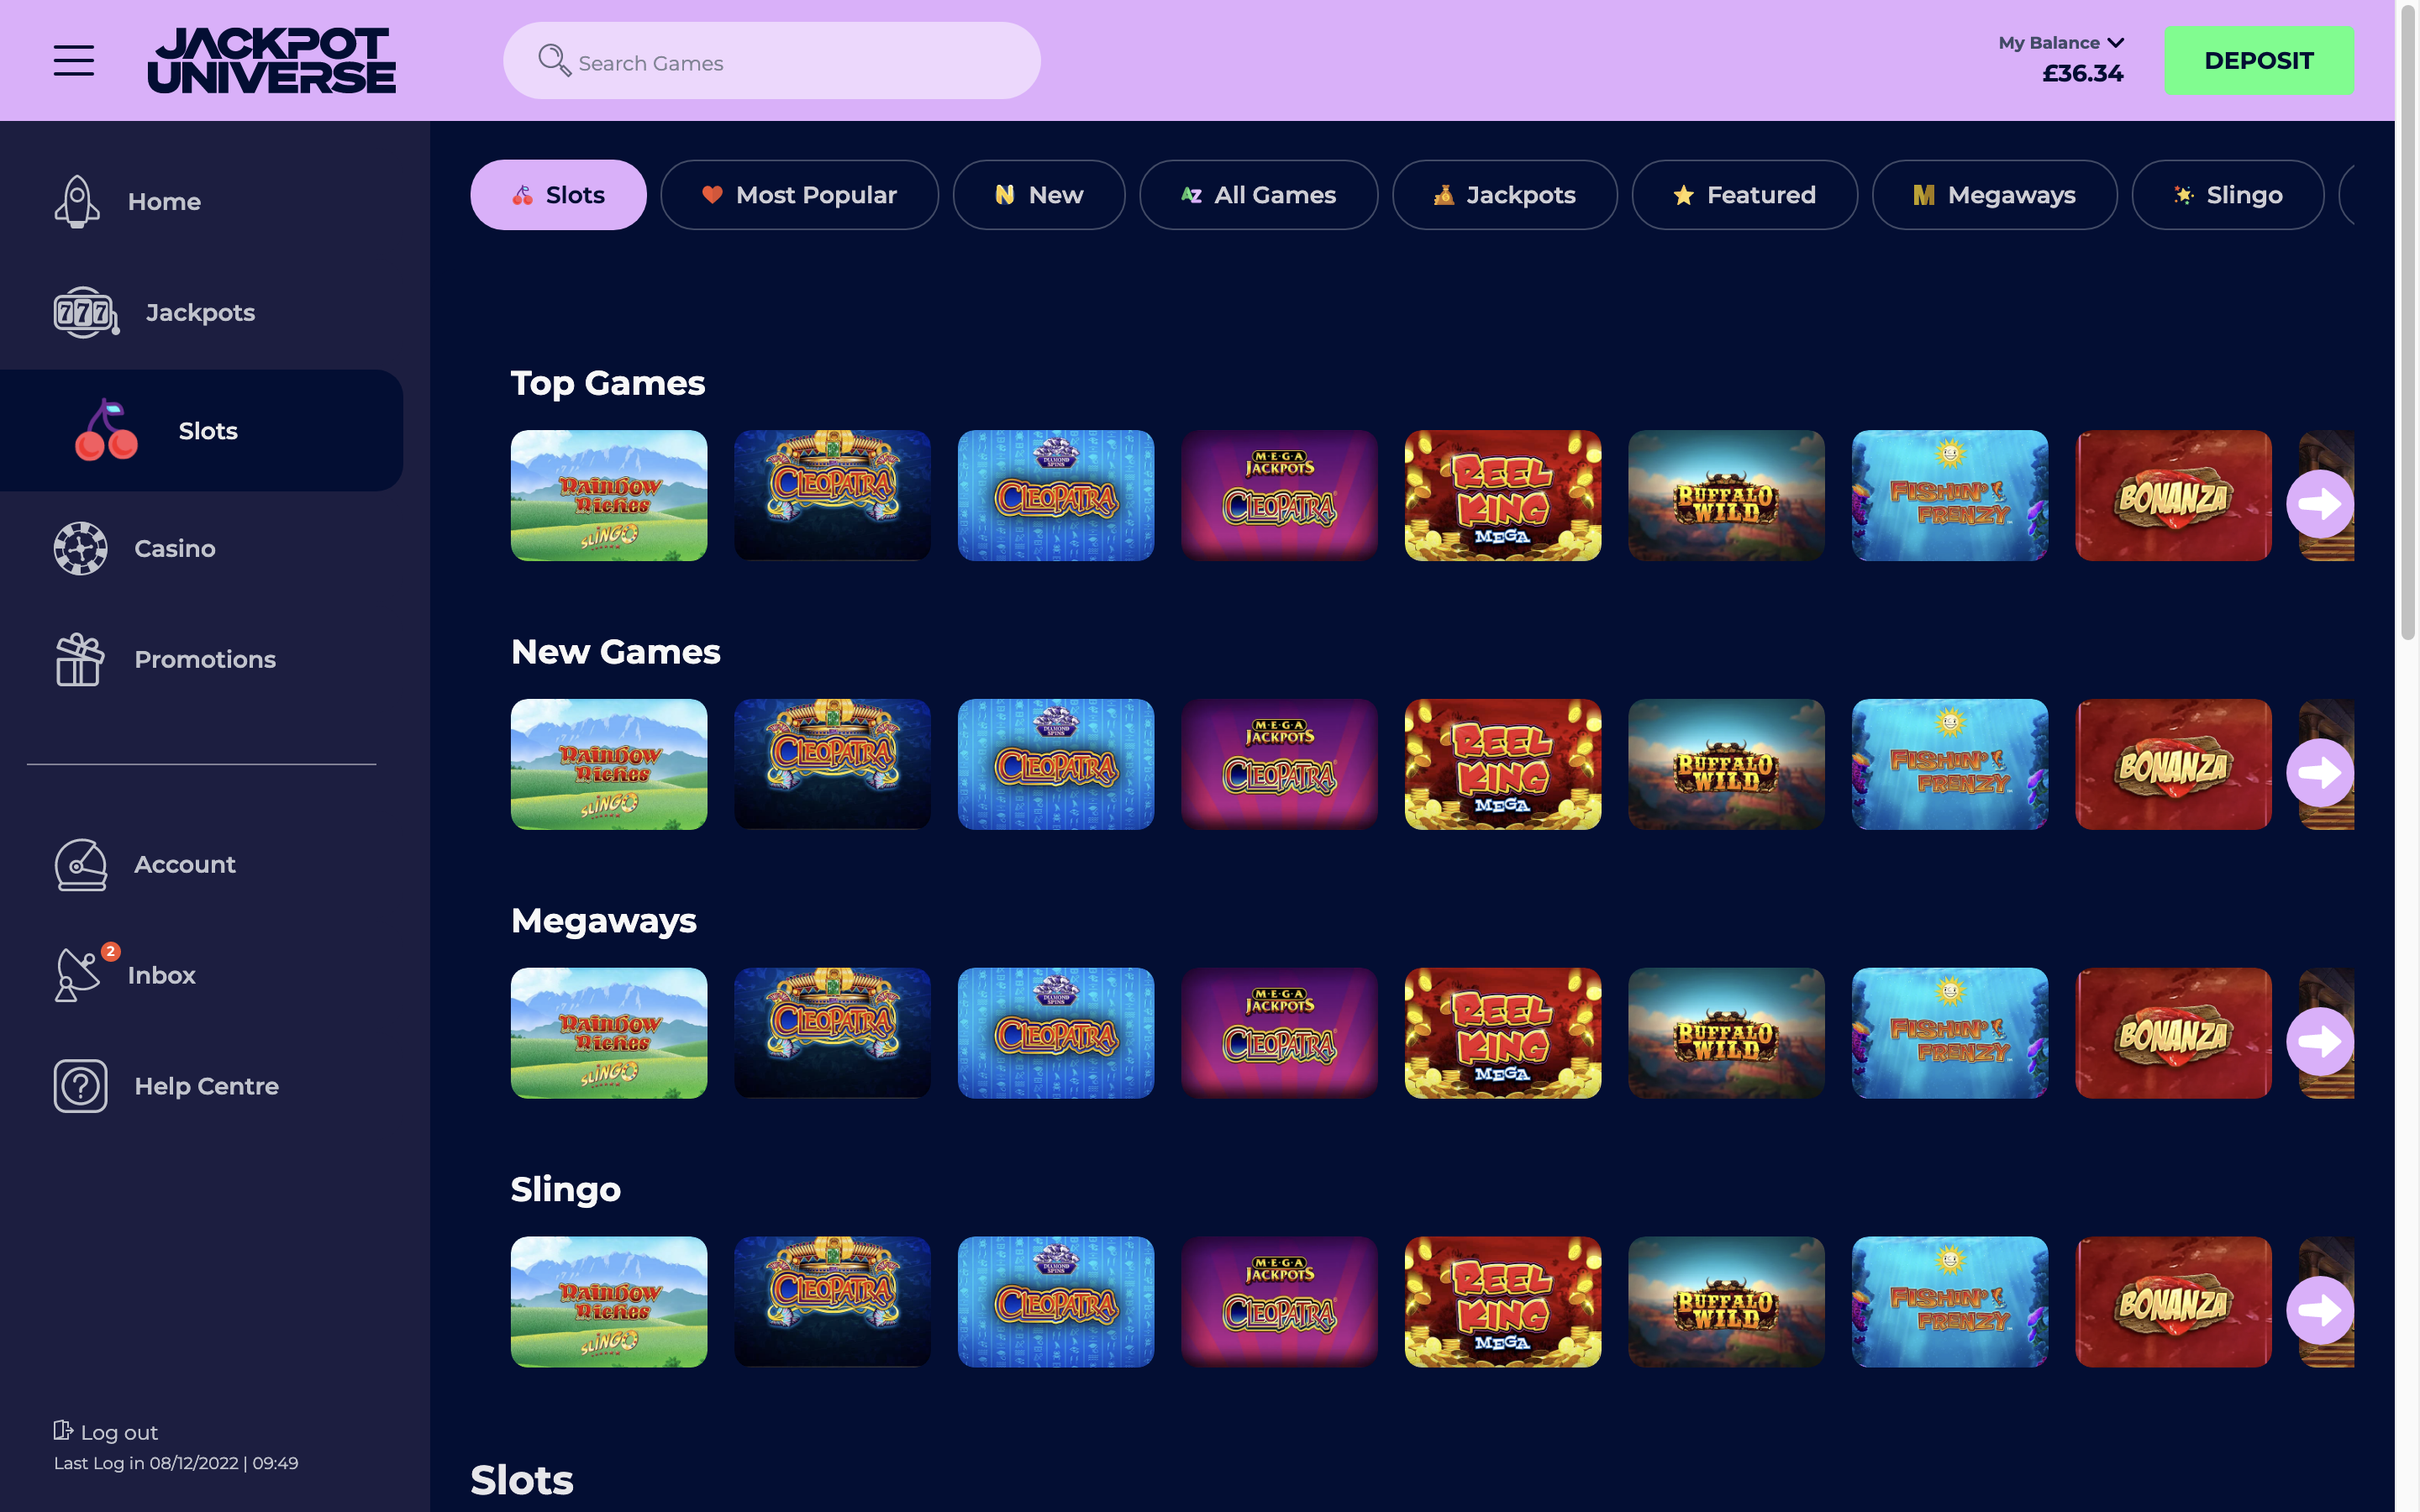 JACKPOT
UNIVERSE
Search Games
My Balance
£36.34
DEPOSIT
Home
Jackpots
Slots
Casino
Promotions
Account
2
Inbox
Help Centre
Log out
Last Log in 08/12/2022 | 09:49
Slots
Most Popular
N New
AZ All Games
Jackpots
Featured
M Megaways
Slingo
Top Games
Rainbow
Riches
SLINGO
CLEOPATRA
DIAMOND
SPINS
CLEOPATRA
MEGA
JACKPOTS
CLEOPATRA
REEL
KING
MEGA
BUFFALO
WILD
FISHIN'
FRENZY
BONANZA
New Games
Rainbow
Riches
SLINGO
CLEOPATRA
DIAMOND
SPINS
CLEOPATRA
MEGA
JACKPOTS
CLEOPATRA
REEL
KING
MEGA
BUFFALO
WILD
FISHIN'
FRENZY
BONANZA
Megaways
Rainbow
Riches
SLINGO
CLEOPATRA
DIAMOND
SPINS
CLEOPATRA
MEGA
JACKPOTS
CLEOPATRA
REEL
KING
MEGA
BUFFALO
WILD
FISHIN'
FRENZY
BONANZA
Slingo
Rainbow
Riches
SLINGO
CLEOPATRA
DIAMOND
SPINS
CLEOPATRA
MEGA
JACKPOTS
CLEOPATRA
REEL
KING
MEGA
BUFFALO
WILD
FISHIN'
FRENZY
BONANZA
Slots